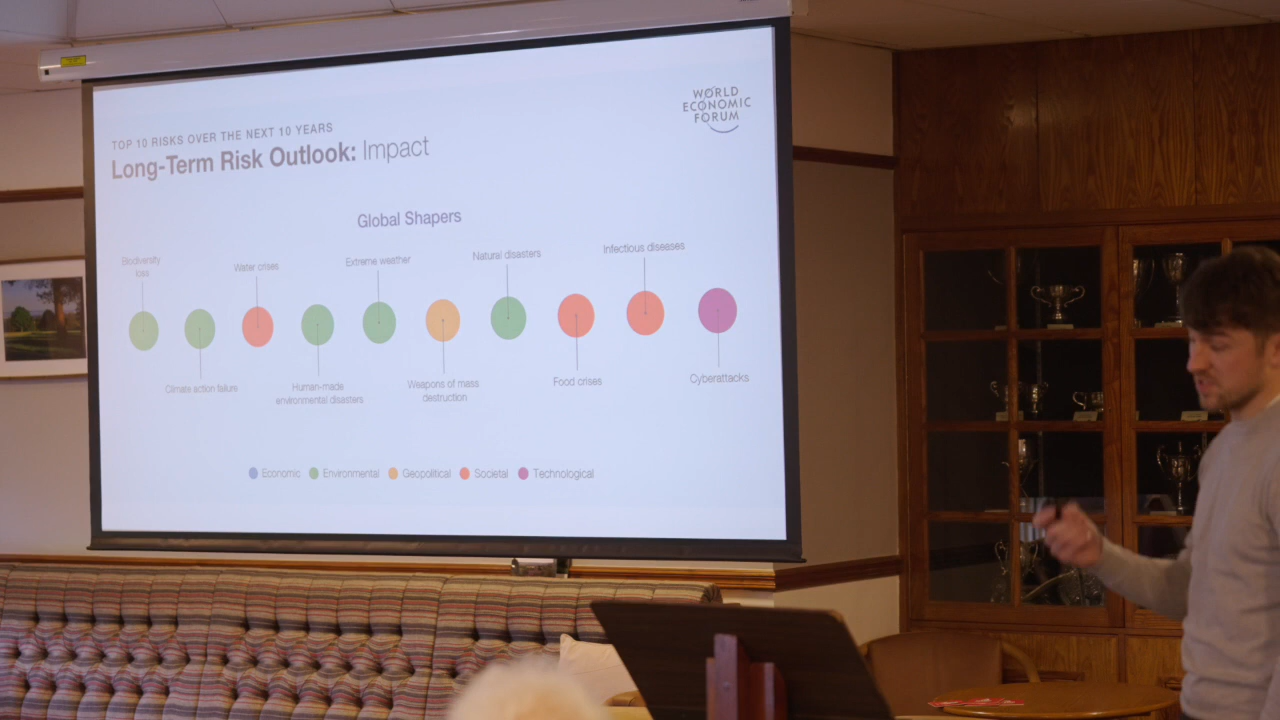 WORLD
ECONOMIC
FORUM
TOP 10 RISKS OVER THE NEXT 10 YEARS
Long-Term Risk Outlook: Impact
Global Shapers
Biodiversity
loss
Water crises
Extreme weather
Natural disasters
Infectious diseases
Climate action failure
Human-made
environmental disasters
Weapons of mass
destruction
Food crises
Cyberattacks
Economic
Environmental
Geopolitical
Societal
Technological